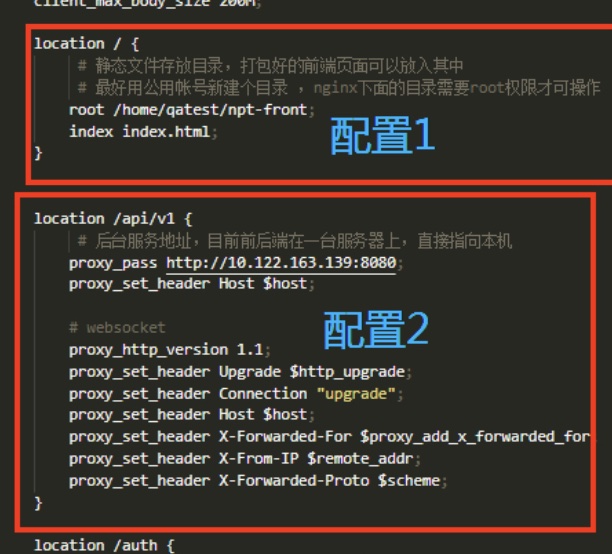 client_max_body_size 200M;
location / {
# 静态文件存放目录，打包好的前端页面可以放入其中
# 最好用公用帐号新建个目录 ，nginx下面的目录需要root权限才可操作
root /home/qatest/npt-front;
index index.html;
}
配置1
location /api/v1 {
# 后台服务地址，目前前后端在一台服务器上，直接指向本机
proxy_pass http://10.122.163.139:8080;
proxy_set_header Host $host;
# websocket
配置2
proxy_http_version 1.1;
proxy_set_header Upgrade $http_upgrade;
proxy_set_header Connection "upgrade";
proxy_set_header Host $host;
proxy_set_header X-Forwarded-For $proxy_add_x_forwarded_for
proxy_set_header X-From-IP $remote_addr;
proxy_set_header X-Forwarded-Proto $scheme;
}
location /auth {